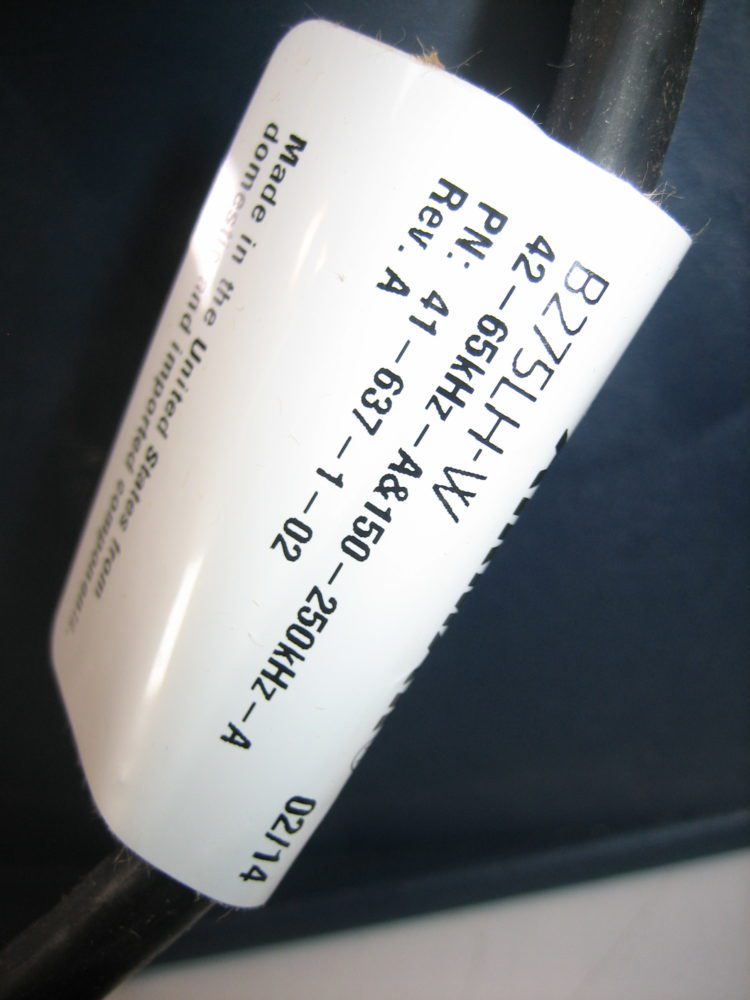 B275LH-W
42-65kHz-A&150-250kHz-A
PN: 41-637-1-02 02/14
Rev. A
Made in the United States from
domestic and imported components.